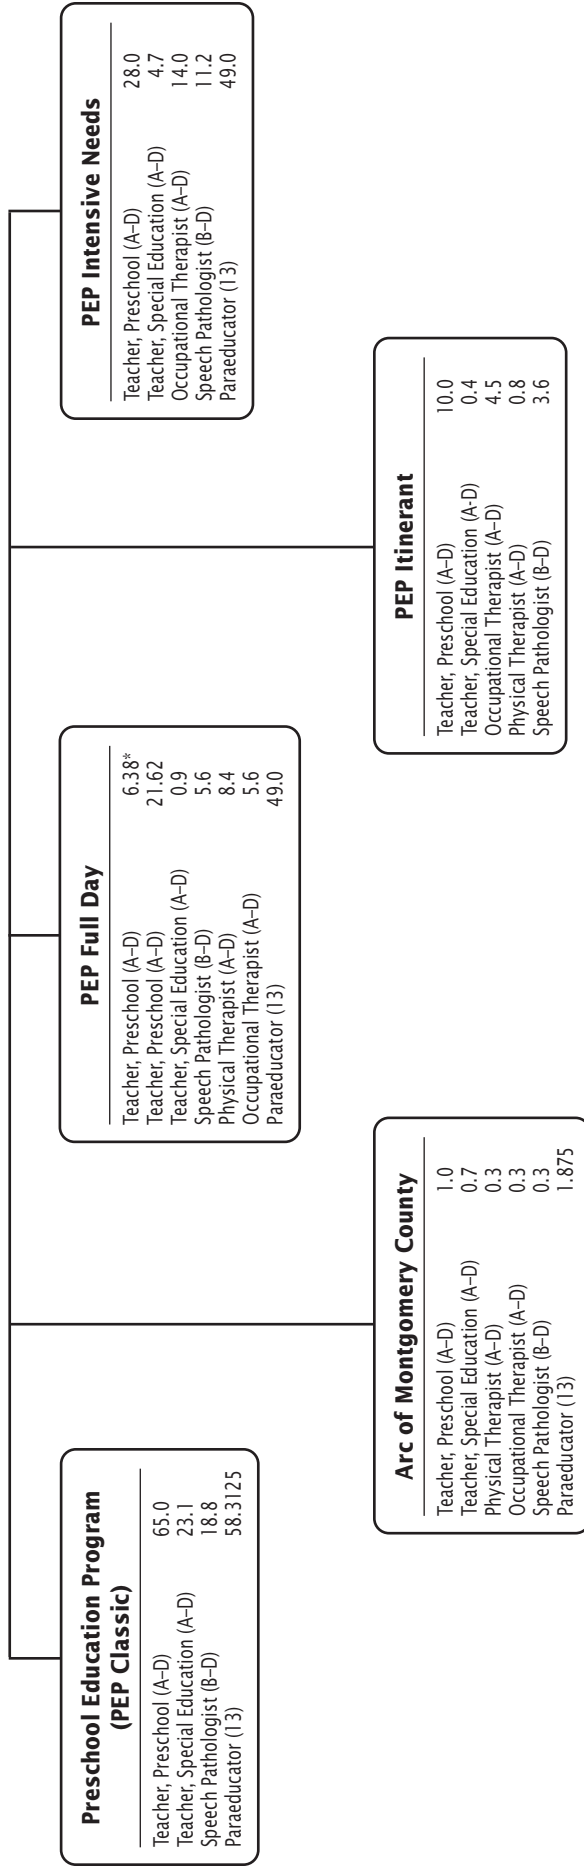 Preschool Education Program
(PEP Classic)
Teacher, Preschool (A–D) 65.0
Teacher, Special Education (A–D) 23.1
Speech Pathologist (B–D) 18.8
Paraeducator (13) 58.3125
Arc of Montgomery County
Teacher, Preschool (A–D) 1.0
Teacher, Special Education (A–D) 0.7
Physical Therapist (A–D) 0.3
Occupational Therapist (A–D) 0.3
Speech Pathologist (B–D) 0.3
Paraeducator (13) 1.875
PEP Full Day
Teacher, Preschool (A–D) 6.38*
Teacher, Preschool (A–D) 21.62
Teacher, Special Education (A–D) 0.9
Speech Pathologist (B–D) 5.6
Physical Therapist (A–D) 8.4
Occupational Therapist (A–D) 5.6
Paraeducator (13) 49.0
PEP Itinerant
Teacher, Preschool (A–D) 10.0
Teacher, Special Education (A-D) 0.4
Occupational Therapist (A–D) 4.5
Physical Therapist (A–D) 0.8
Speech Pathologist (B–D) 3.6
PEP Intensive Needs
Teacher, Preschool (A–D) 28.0
Teacher, Special Education (A–D) 4.7
Occupational Therapist (A–D) 14.0
Speech Pathologist (B–D) 11.2
Paraeducator (13) 49.0